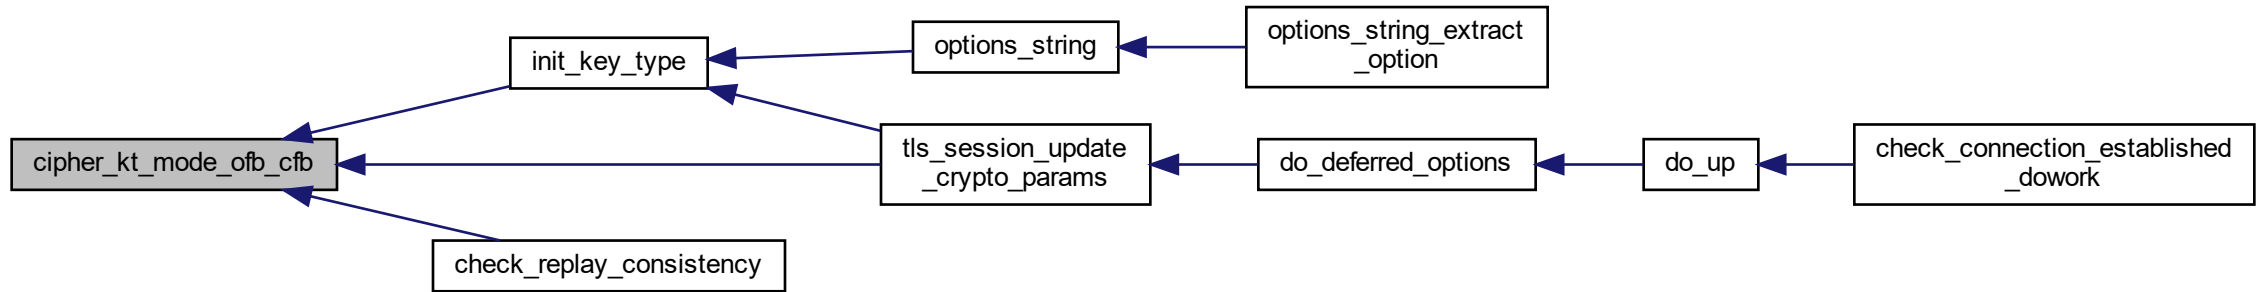 cipher_kt_mode_ofb_cfb
init_key_type
options_string
options_string_extract
_option
tls_session_update
_crypto_params
do_deferred_options
do_up
check_connection_established
_dowork
check_replay_consistency